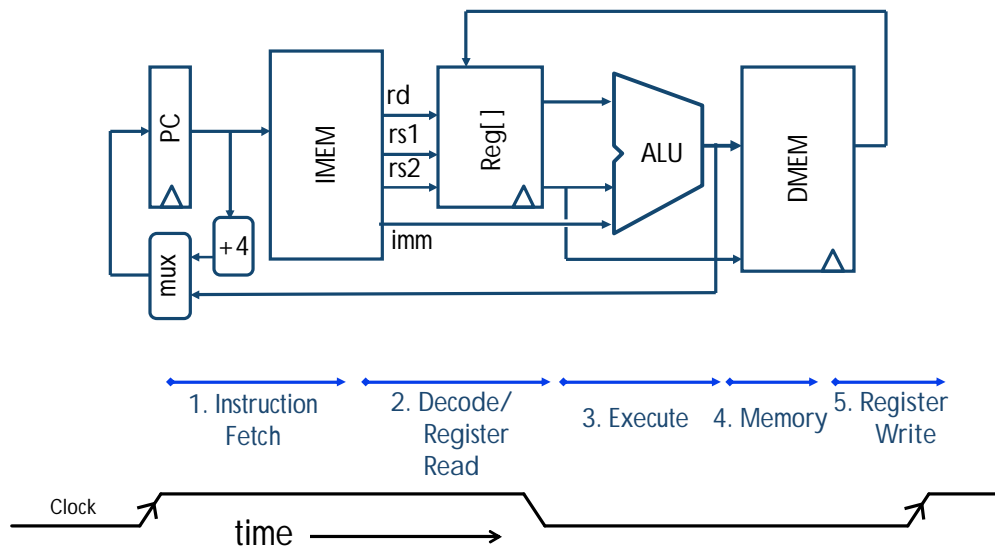 PC
IMEM
rd
rs1
rs2
imm
Reg[ ]
ALU
DMEM
+4
mux
1. Instruction
Fetch
2. Decode/
Register
Read
3. Execute
4. Memory
5. Register
Write
Clock
time